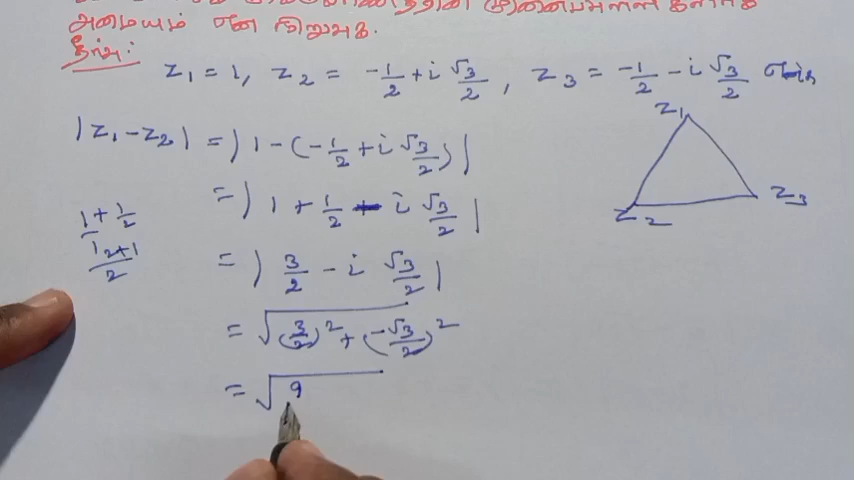 அமையும் என நிறுவுக.
தீர்வு:
Z₁ = 1, Z₂ = -1/2 + i √3/2, Z₃ = -1/2 - i √3/2 என்க
|Z₁ - Z₂| = |1 - (-1/2 + i √3/2)|
= |1 + 1/2 - i √3/2|
= |3/2 - i √3/2|
= √(3/2)² + (-√3/2)²
= √9
1 + 1/2
1 2+1/2
Z₁
Z₂
Z₃